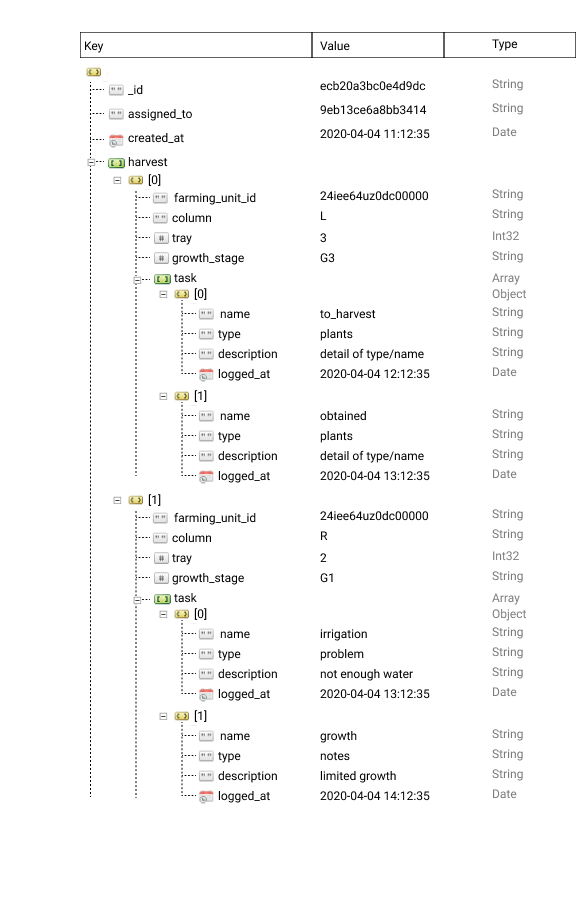 Key Value Type
_id ecb20a3bc0e4d9dc String
assigned_to 9eb13ce6a8bb3414 String
created_at 2020-04-04 11:12:35 Date
harvest
[0]
farming_unit_id 24iee64uz0dc00000 String
column L String
# tray 3 Int32
# growth_stage G3 String
task Array
[0] Object
name to_harvest String
type plants String
description detail of type/name String
logged_at 2020-04-04 12:12:35 Date
[1]
name obtained String
type plants String
description detail of type/name String
logged_at 2020-04-04 13:12:35 Date
[1]
farming_unit_id 24iee64uz0dc00000 String
column R String
# tray 2 Int32
# growth_stage G1 String
task Array
[0] Object
name irrigation String
type problem String
description not enough water String
logged_at 2020-04-04 13:12:35 Date
[1]
name growth String
type notes String
description limited growth String
logged_at 2020-04-04 14:12:35 Date